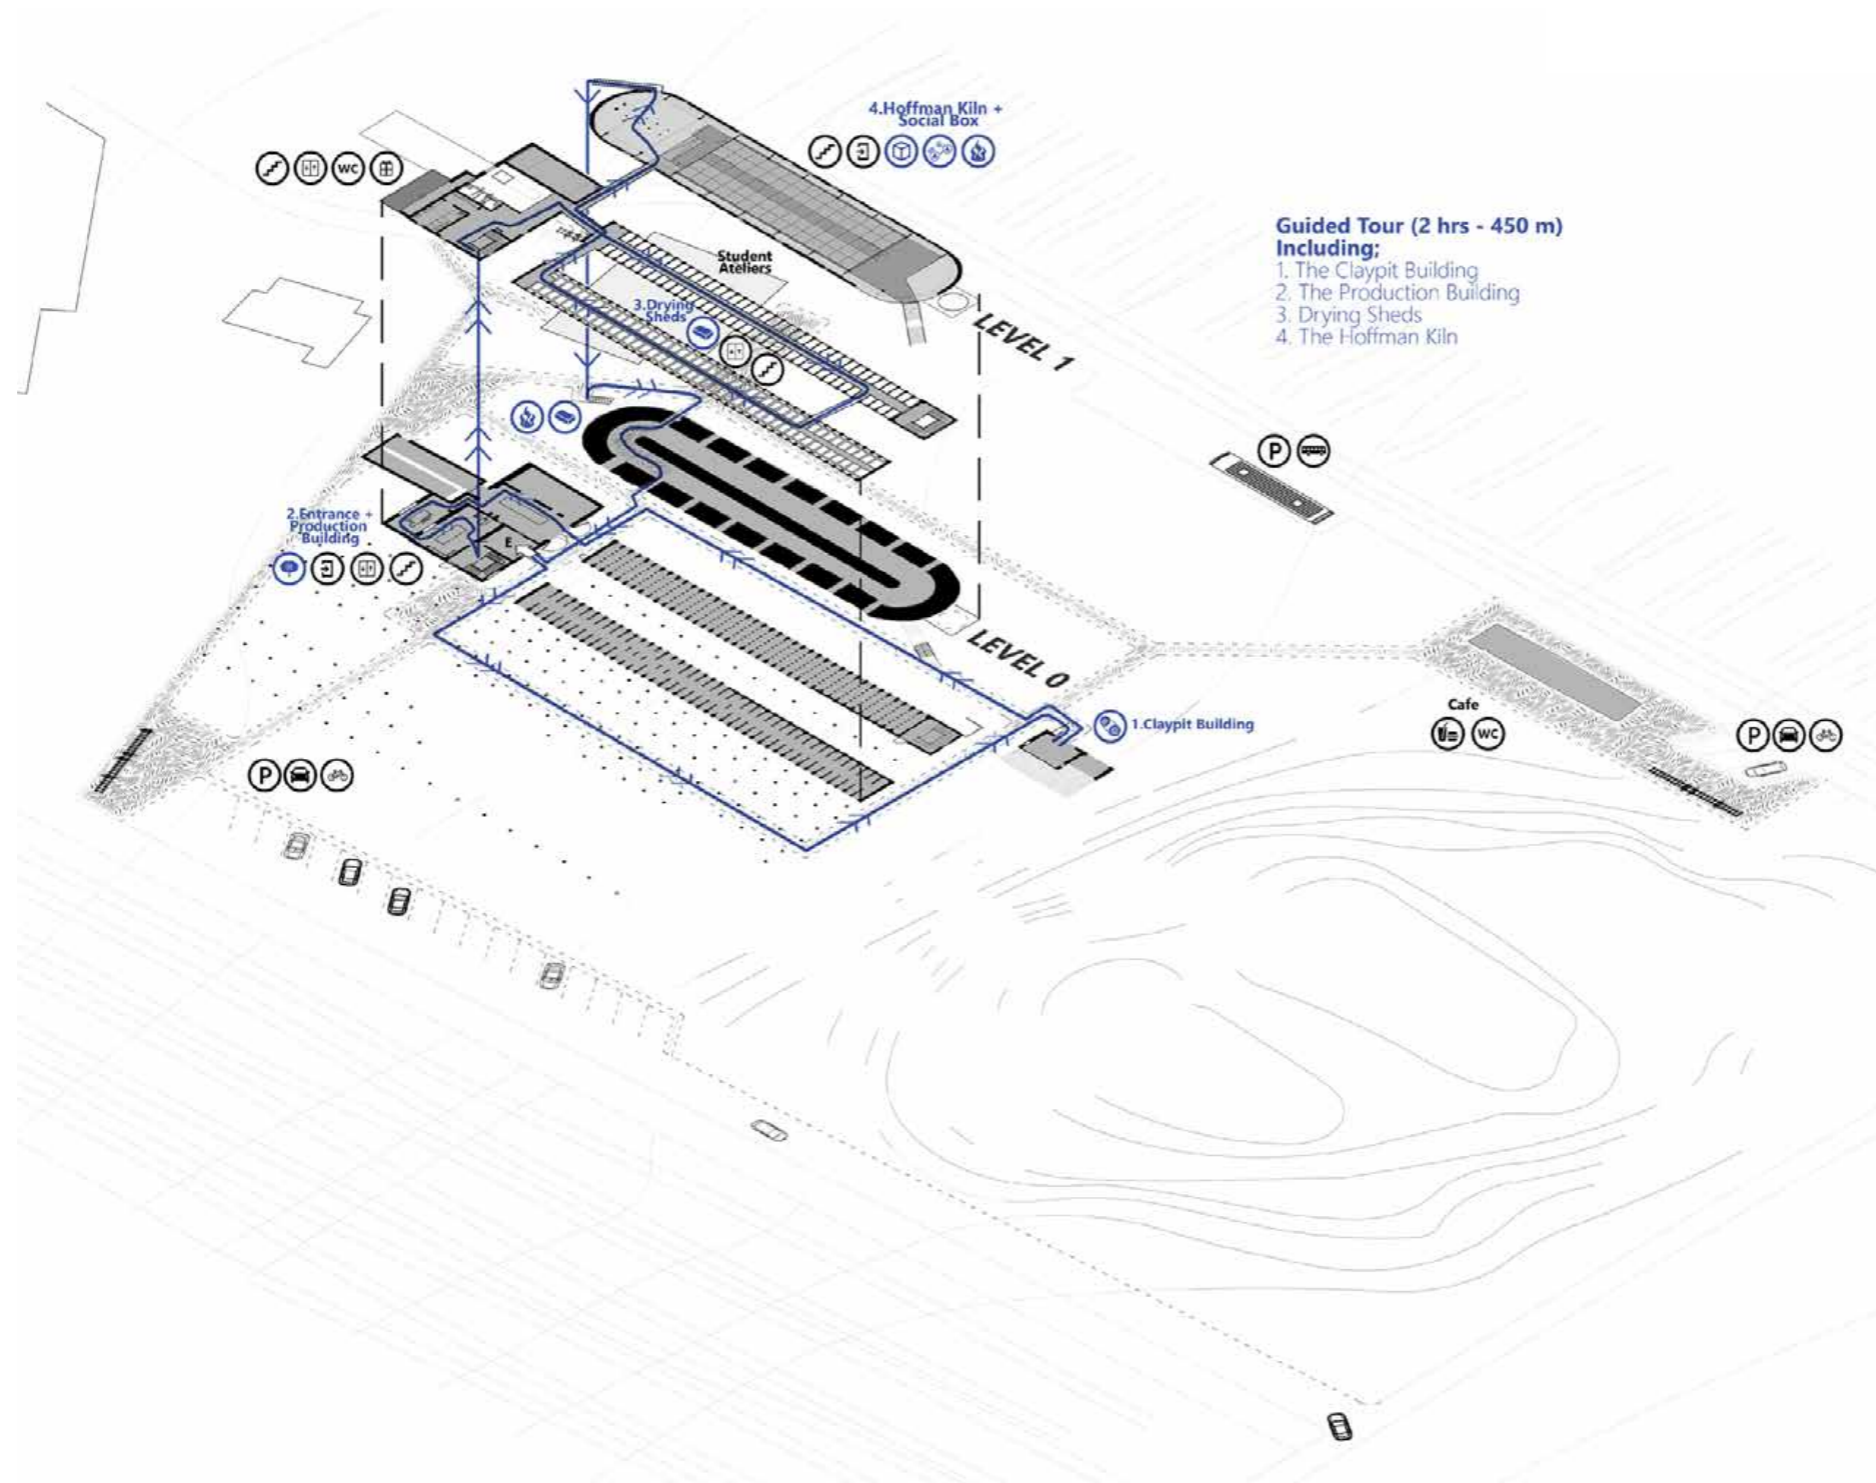 4.Hoffman Kiln +
Social Box
WC
Guided Tour (2 hrs - 450 m)
Including;
1. The Claypit Building
2. The Production Building
3. Drying Sheds
4. The Hoffman Kiln
Student
Ateliers
3.Drying
Sheds
LEVEL 1
P
2.Entrance +
Production
Building
E
LEVEL 0
1.Claypit Building
Cafe
WC
P
P